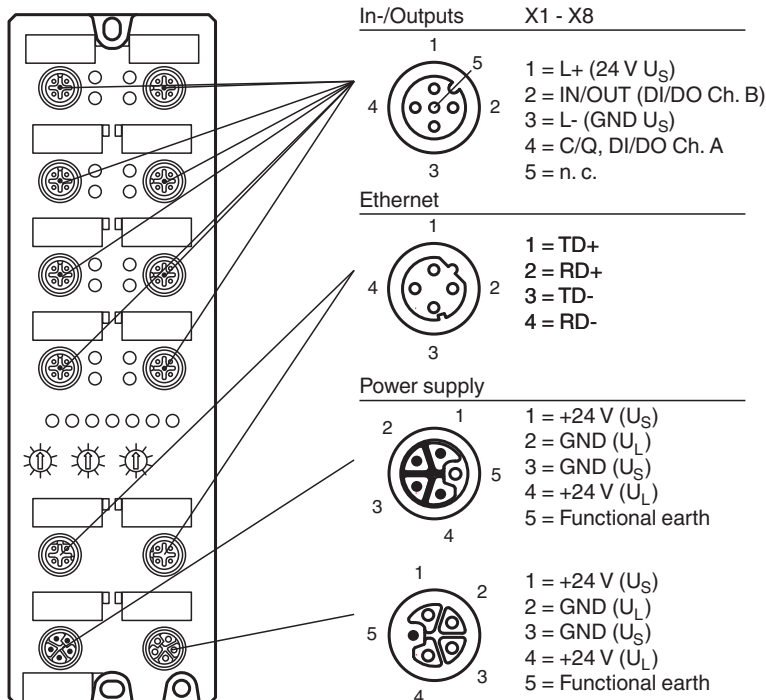 In-/Outputs X1 - X8
1
5
4
2
3
1 = L+ (24 V US)
2 = IN/OUT (DI/DO Ch. B)
3 = L- (GND US)
4 = C/Q, DI/DO Ch. A
5 = n. c.
Ethernet
1
4
2
3
1 = TD+
2 = RD+
3 = TD-
4 = RD-
Power supply
2
1
5
3
4
1 = +24 V (US)
2 = GND (UL)
3 = GND (US)
4 = +24 V (UL)
5 = Functional earth
1
2
5
3
4
1 = +24 V (US)
2 = GND (UL)
3 = GND (US)
4 = +24 V (UL)
5 = Functional earth